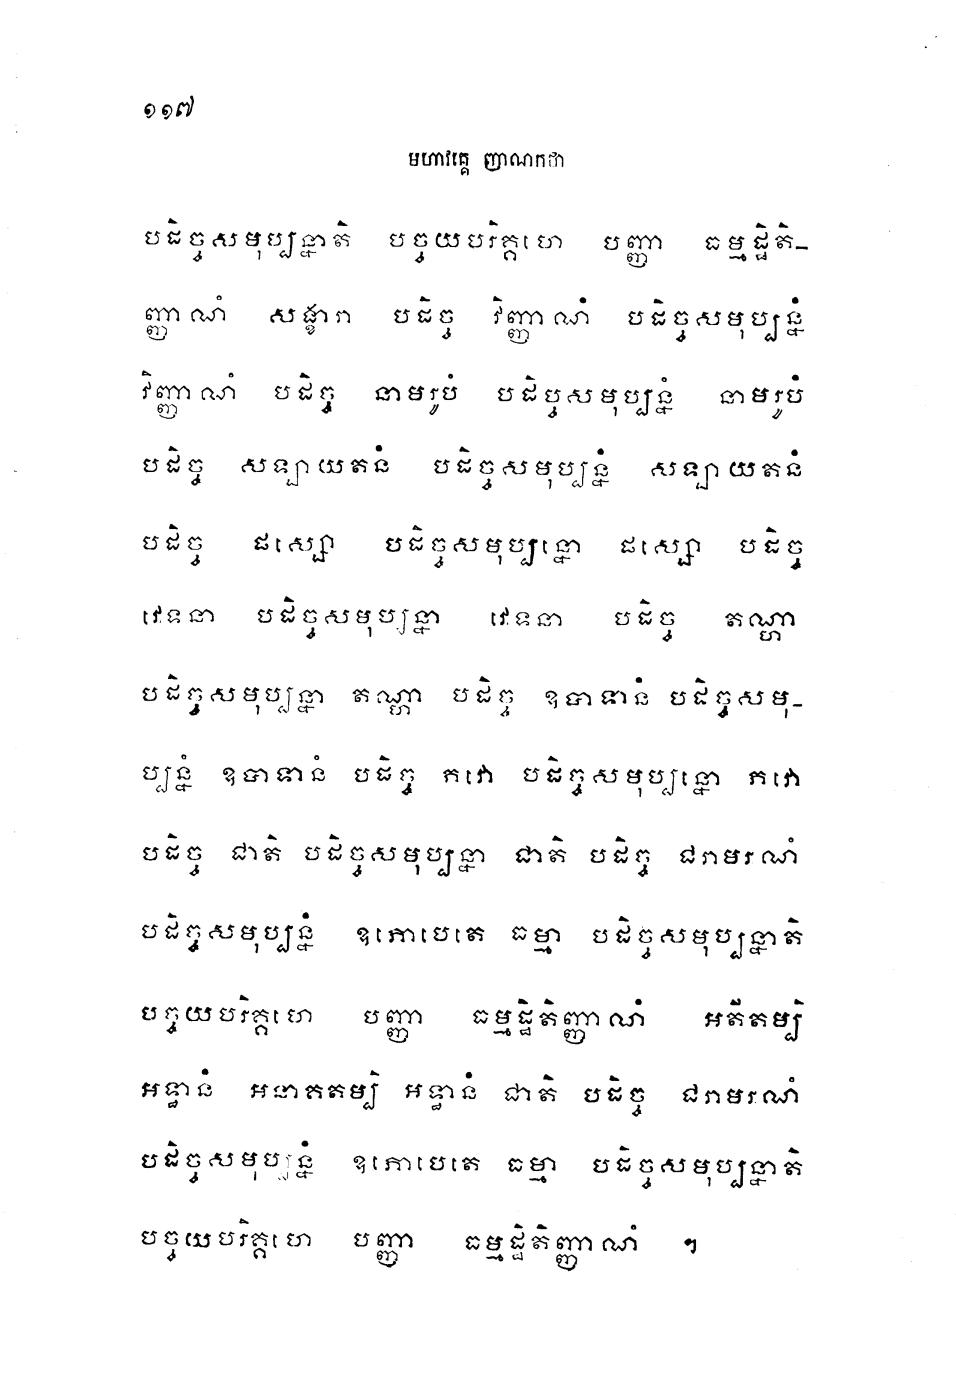 ១១៧
មហាវគ្គេ ញាណកថា
បដិច្ចសមុប្បន្នាតិ បច្ចយបរិគ្គហេ បញ្ញា ធម្មដ្ឋិតិ-
ញ្ញាណំ សង្ខារា បដិច្ច វិញ្ញាណំ បដិច្ចសមុប្បន្នំ
វិញ្ញាណំ បដិច្ច នាមរូបំ បដិច្ចសមុប្បន្នំ នាមរូបំ
បដិច្ច សឡាយតនំ បដិច្ចសមុប្បន្នំ សឡាយតនំ
បដិច្ច ផស្សោ បដិច្ចសមុប្បន្នោ ផស្សោ បដិច្ច
វេទនា បដិច្ចសមុប្បន្នា វេទនា បដិច្ច តណ្ហា
បដិច្ចសមុប្បន្នា តណ្ហា បដិច្ច ឧបាទានំ បដិច្ចសមុ-
ប្បន្នំ ឧបាទានំ បដិច្ច ភវោ បដិច្ចសមុប្បន្នោ ភវោ
បដិច្ច ជាតិ បដិច្ចសមុប្បន្នា ជាតិ បដិច្ច ជរាមរណំ
បដិច្ចសមុប្បន្នំ ឧភោបេតេ ធម្មា បដិច្ចសមុប្បន្នាតិ
បច្ចយបរិគ្គហេ បញ្ញា ធម្មដ្ឋិតិញ្ញាណំ អតីតម្បិ
អទ្ធានំ អនាគតម្បិ អទ្ធានំ ជាតិ បដិច្ច ជរាមរណំ
បដិច្ចសមុប្បន្នំ ឧភោបេតេ ធម្មា បដិច្ចសមុប្បន្នាតិ
បច្ចយបរិគ្គហេ បញ្ញា ធម្មដ្ឋិតិញ្ញាណំ ។